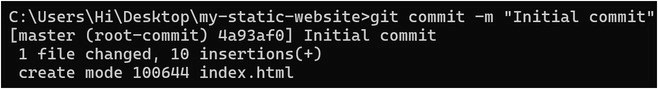 C:\Users\Hi\Desktop\my-static-website>git commit -m "Initial commit"
[master (root-commit) 4a93af0] Initial commit
 1 file changed, 10 insertions(+)
 create mode 100644 index.html